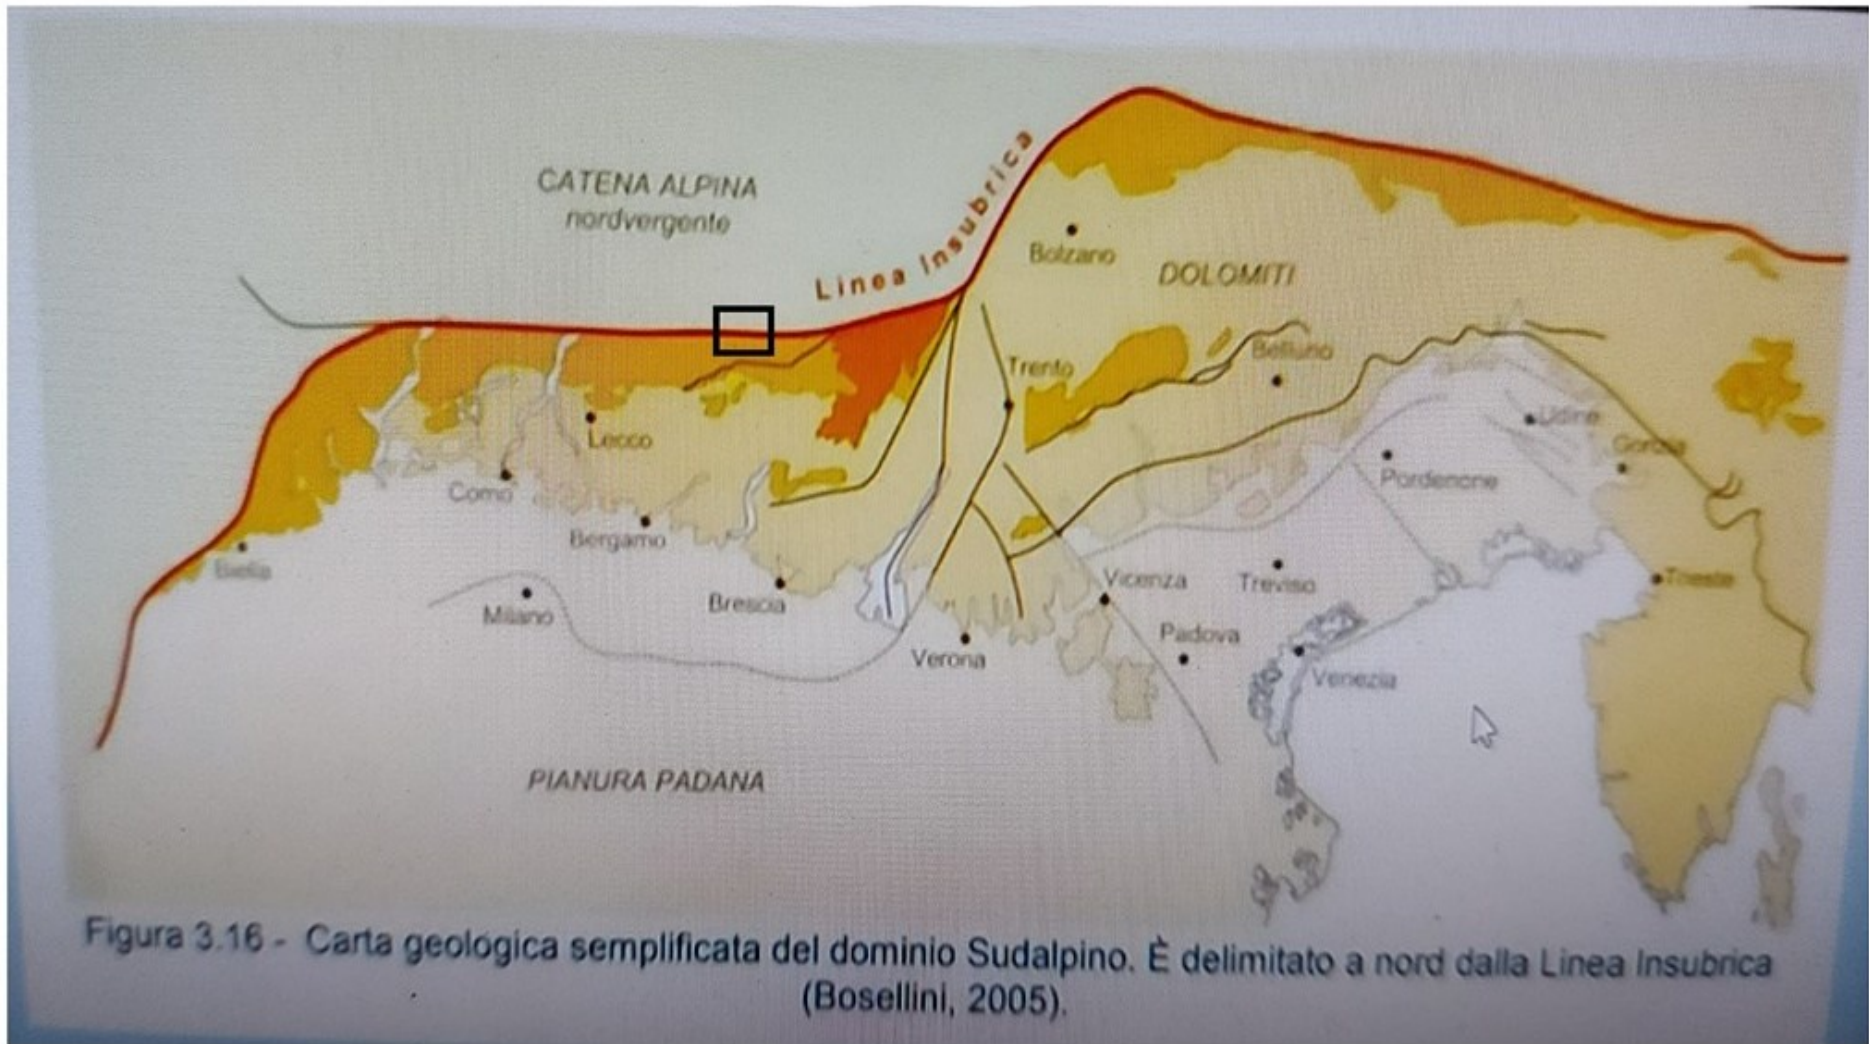 CATENA ALPINA
nordvergente
Linea Insubrica
Bolzano
DOLOMITI
Trento
Belluno
Lecco
Udine
Gorizia
Como
Pordenone
Bergamo
Biella
Vicenza
Treviso
Trieste
Milano
Brescia
Padova
Verona
Venezia
PIANURA PADANA
Figura 3.16 - Carta geologica semplificata del dominio Sudalpino. È delimitato a nord dalla Linea Insubrica
(Bosellini, 2005).